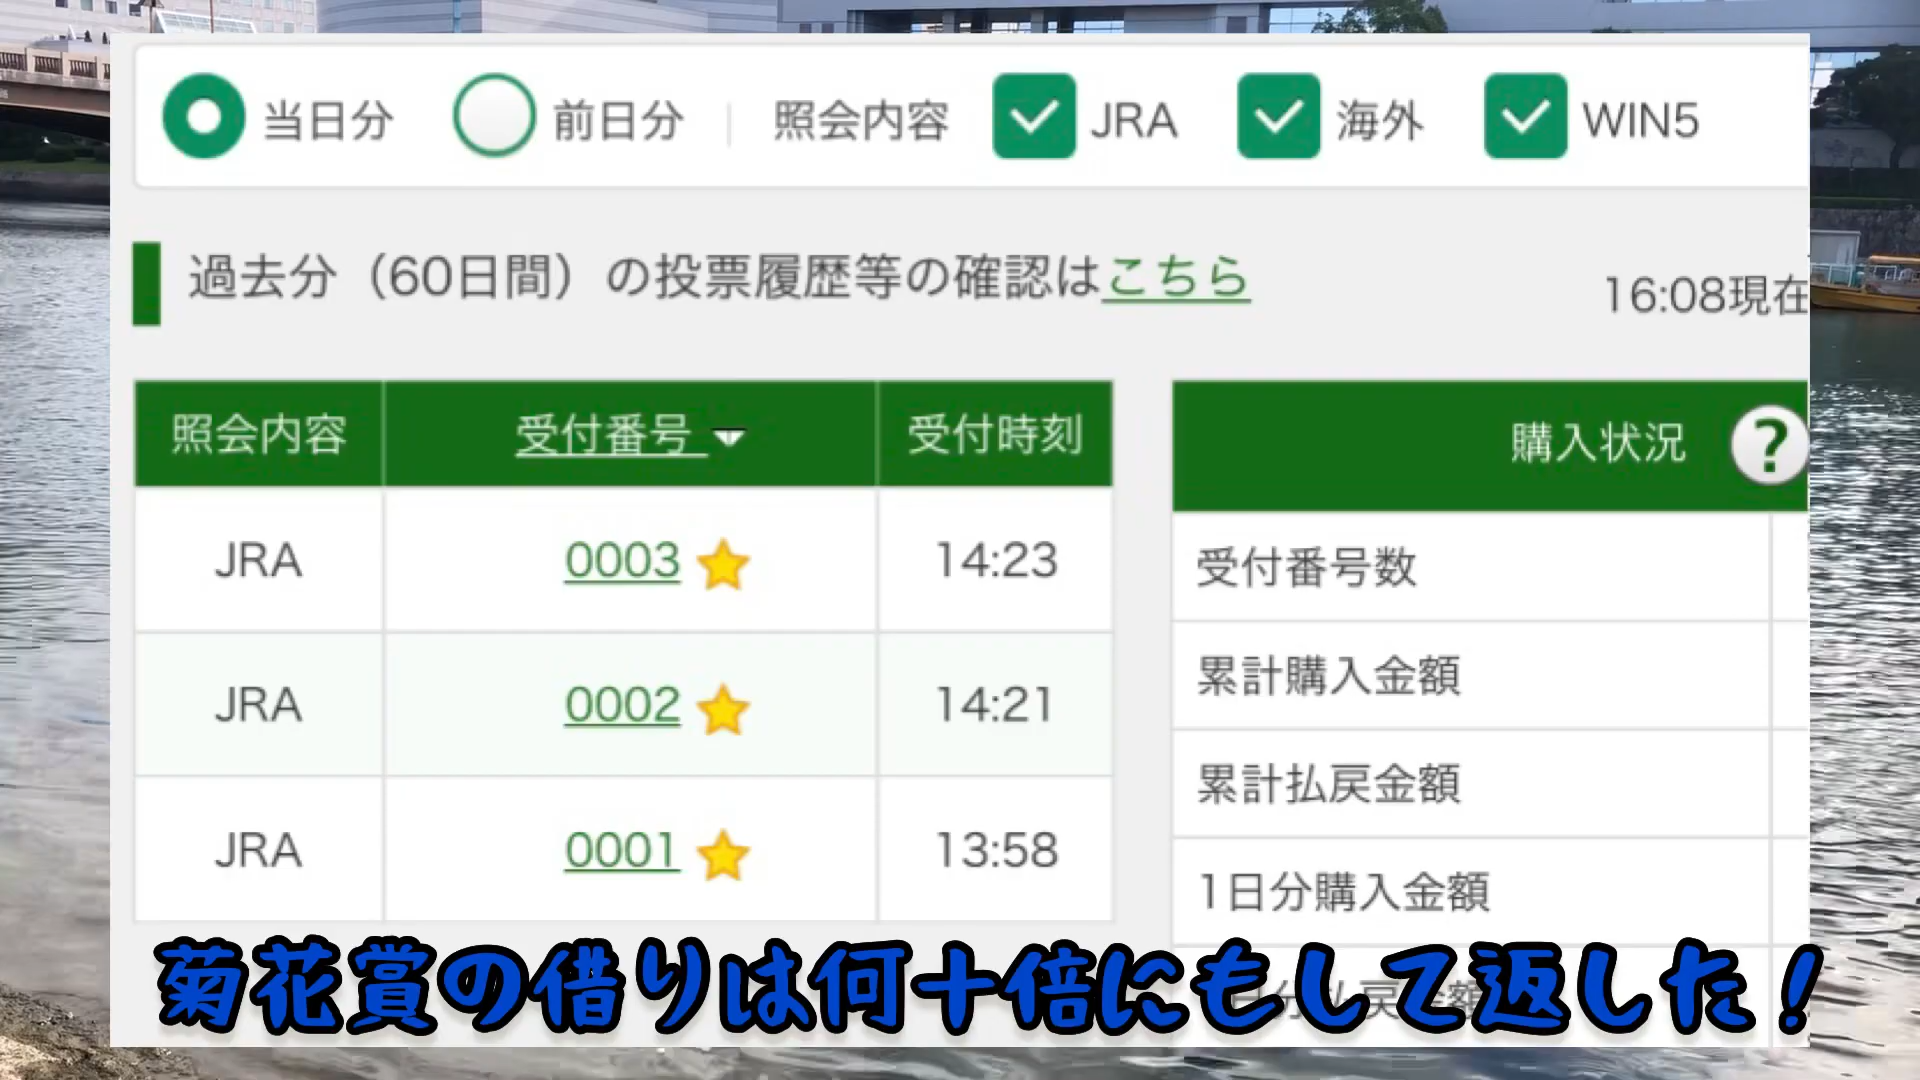 当日分 前日分 照会内容 JRA 海外 WIN5
過去分（60日間）の投票履歴等の確認はこちら
16:08現在
照会内容 受付番号 受付時刻
JRA 0003 14:23
JRA 0002 14:21
JRA 0001 13:58
購入状況 ?
受付番号数
累計購入金額
累計払戻金額
1日分購入金額
菊花賞の借りは何十倍にもして返した！